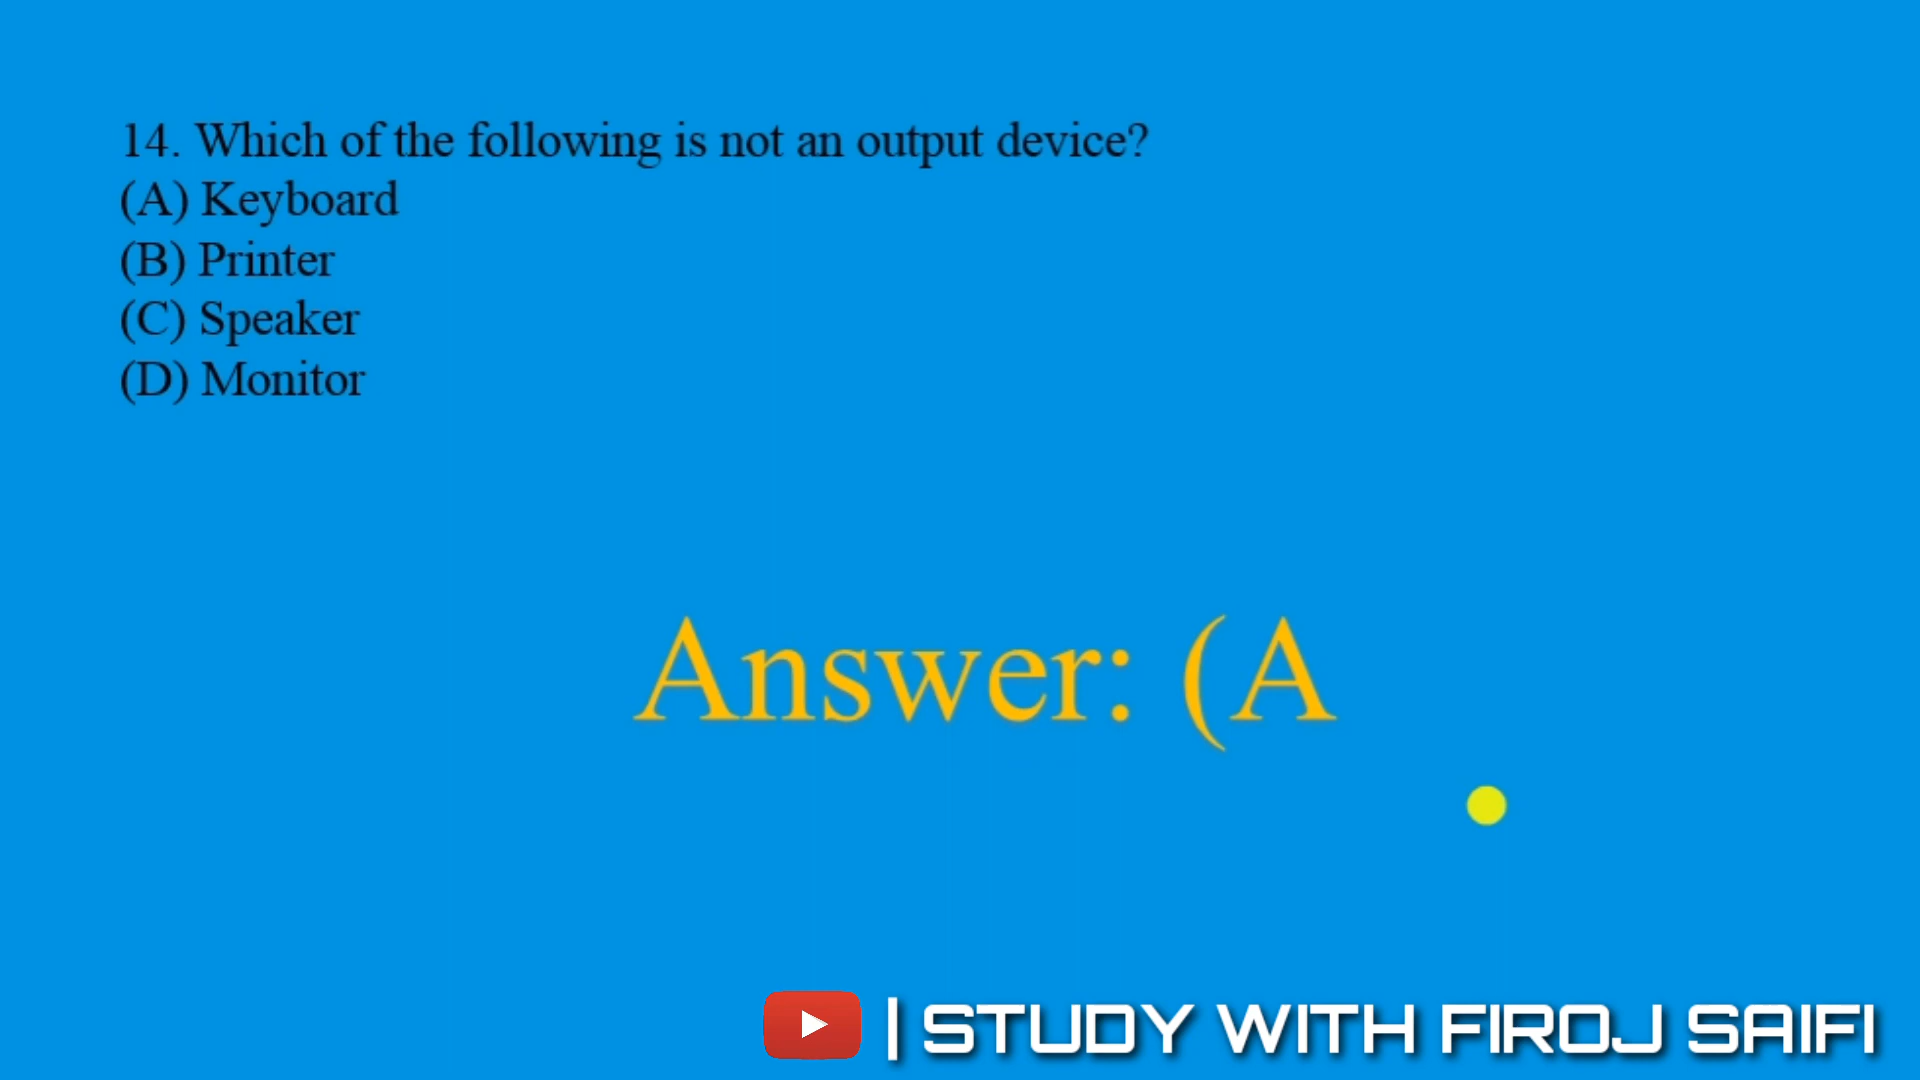 14. Which of the following is not an output device?
(A) Keyboard
(B) Printer
(C) Speaker
(D) Monitor
Answer: (A
| STUDY WITH FIROJ SAIFI